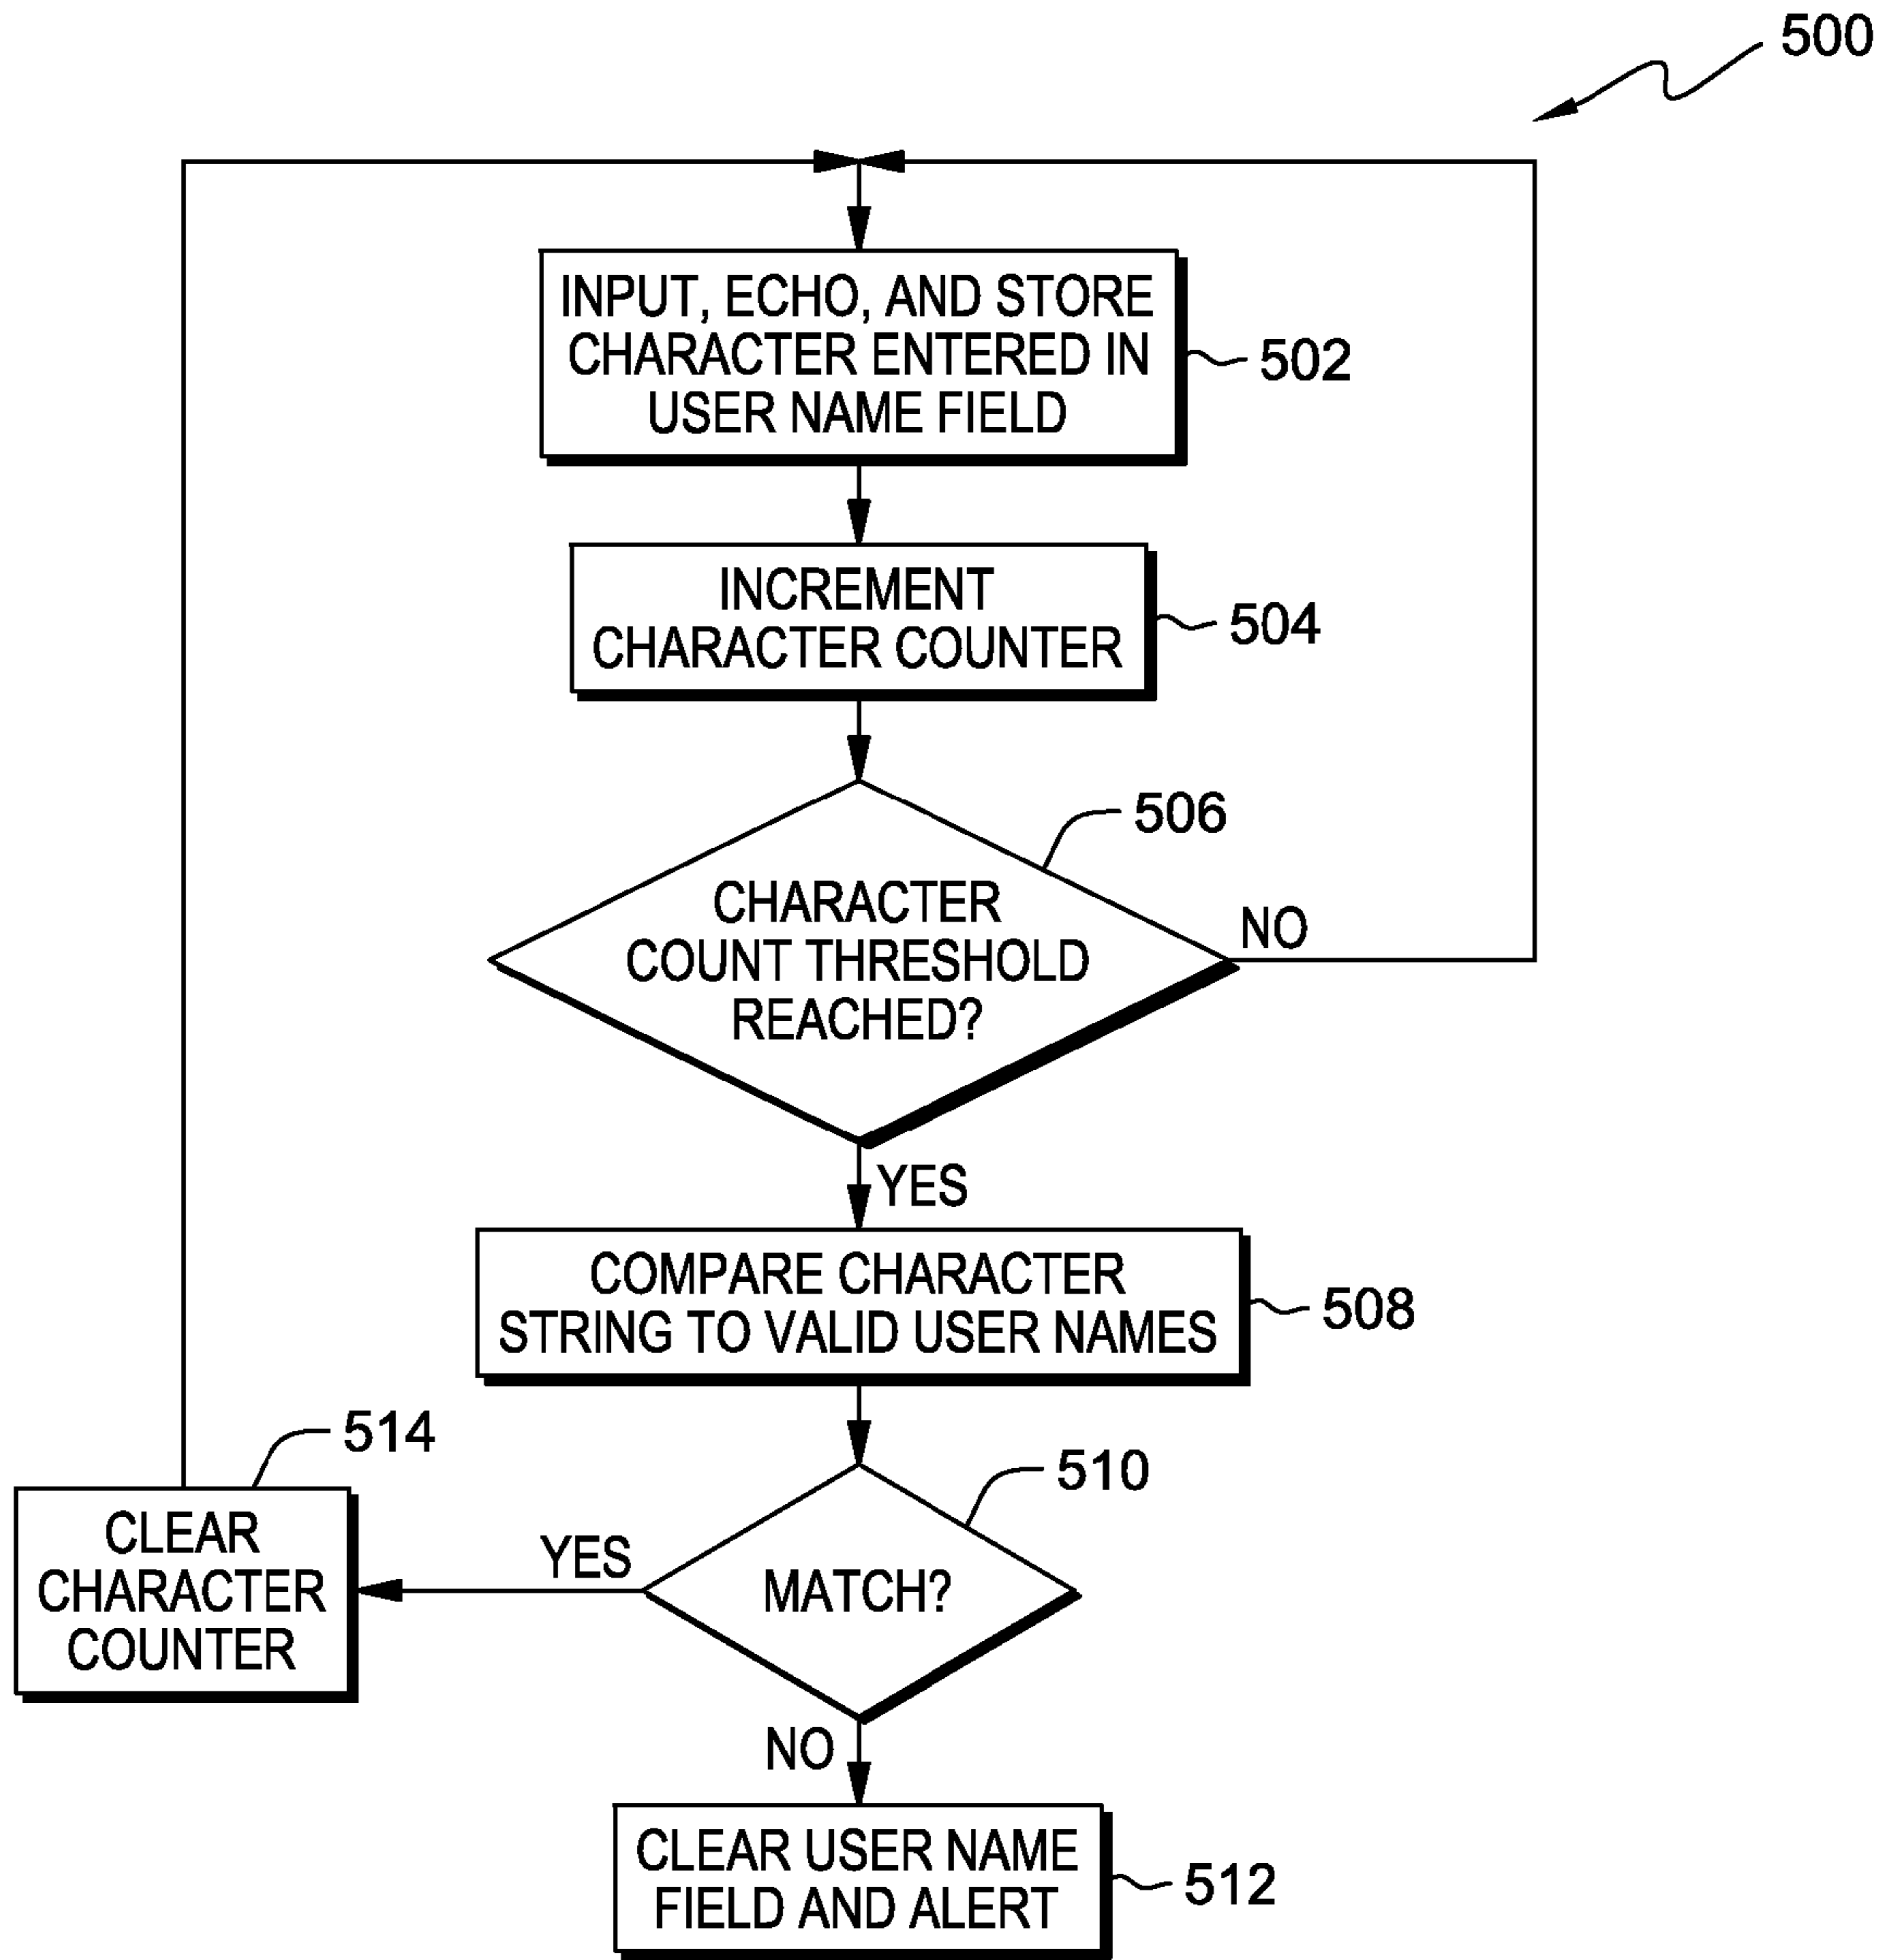 500
INPUT, ECHO, AND STORE
CHARACTER ENTERED IN
USER NAME FIELD
502
INCREMENT
CHARACTER COUNTER
504
506
CHARACTER
COUNT THRESHOLD
REACHED?
NO
YES
COMPARE CHARACTER
STRING TO VALID USER NAMES
508
514
510
CLEAR
CHARACTER
COUNTER
YES
MATCH?
NO
CLEAR USER NAME
FIELD AND ALERT
512